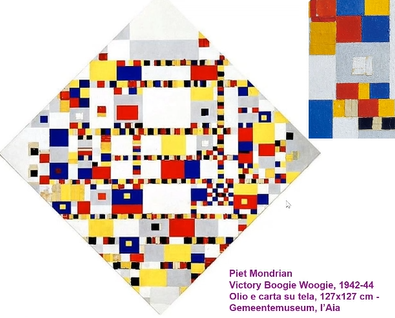 Piet Mondrian
Victory Boogie Woogie, 1942-44
Olio e carta su tela, 127x127 cm -
Gemeentemuseum, l'Aia